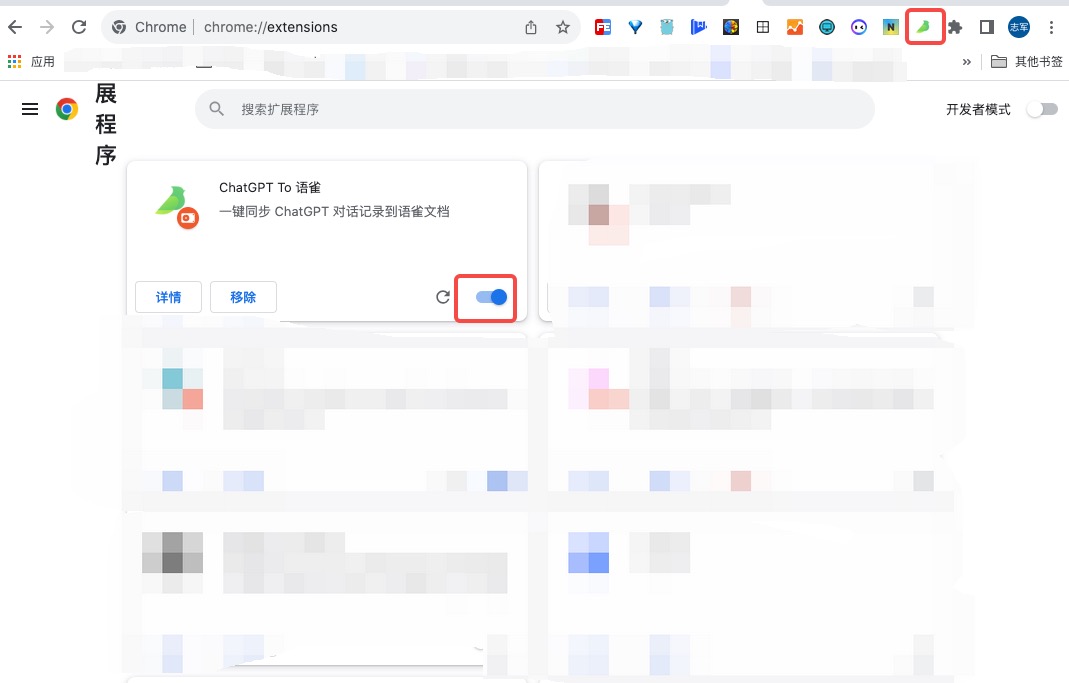 Chrome
chrome://extensions
FE
N
志军
应用
»
其他书签
展程序
搜索扩展程序
开发者模式
ChatGPT To 语雀
一键同步 ChatGPT 对话记录到语雀文档
详情
移除